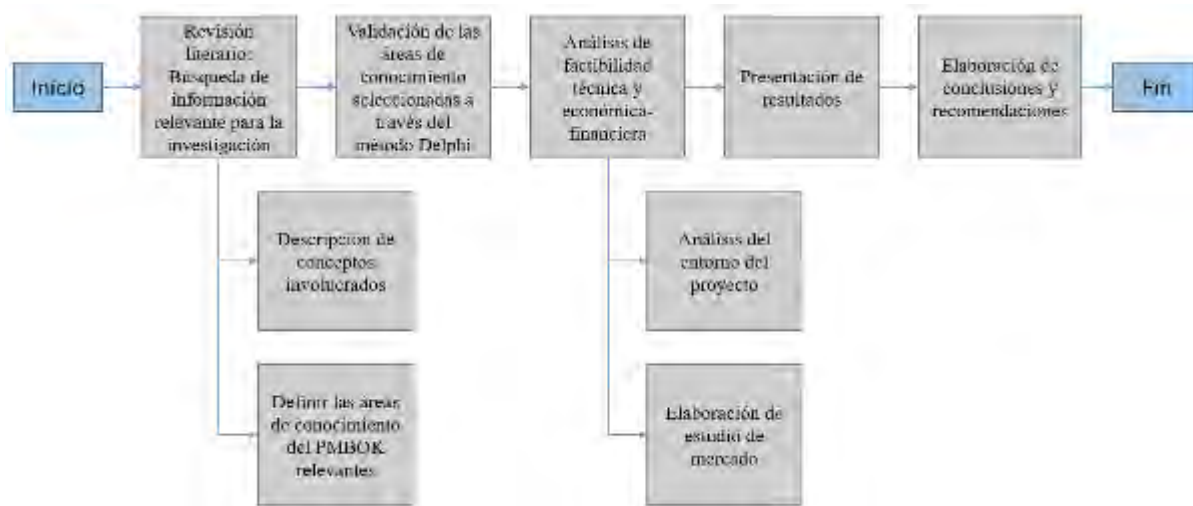 Inicio
Revisión
literario:
Búsqueda de
información
relevante para la
investigación
Validación de las
áreas de
conocimiento
seleccionadas a
través del
método Delphi
Análisis de
factibilidad
técnica y
económica-
financiera
Presentación de
resultados
Elaboración de
conclusiones y
recomendaciones
Fin
Descripción de
conceptos
involucrados
Definir las áreas
de conocimiento
del PMBOK
relevantes
Análisis del
entorno del
proyecto
Elaboración de
estudio de
mercado